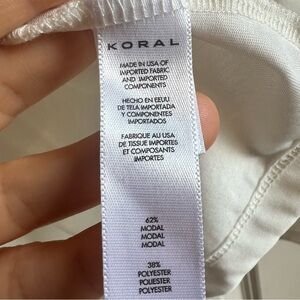 KORAL
MADE IN USA OF
IMPORTED FABRIC
AND IMPORTED
COMPONENTS
HECHO EN EEUU
DE TELA IMPORTADA
Y COMPONENTES
IMPORTADOS
FABRIQUE AU USA
DE TISSUE IMPORTES
ET COMPOSANTS
IMPORTES
62%
MODAL
MODAL
MODAL
38%
POLYESTER
POLIESTER
POLYESTER